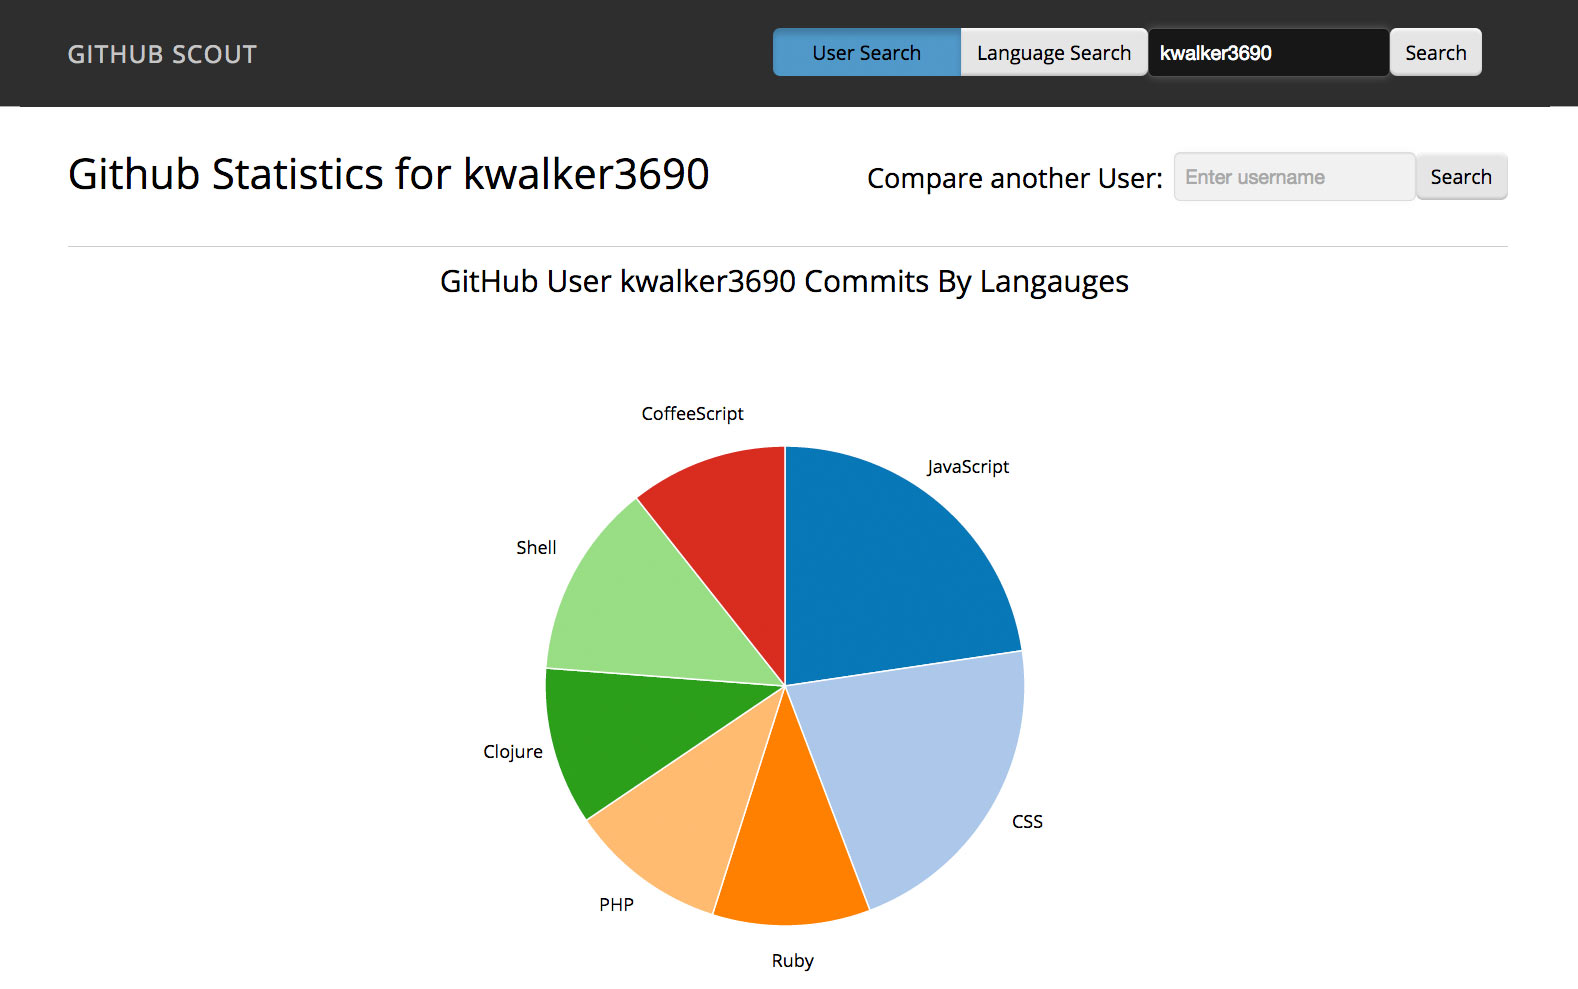 GITHUB SCOUT
User Search
Language Search
kwalker3690
Search
Github Statistics for kwalker3690
Compare another User:
Enter username
Search
GitHub User kwalker3690 Commits By Langauges
CoffeeScript
JavaScript
Shell
Clojure
CSS
PHP
Ruby